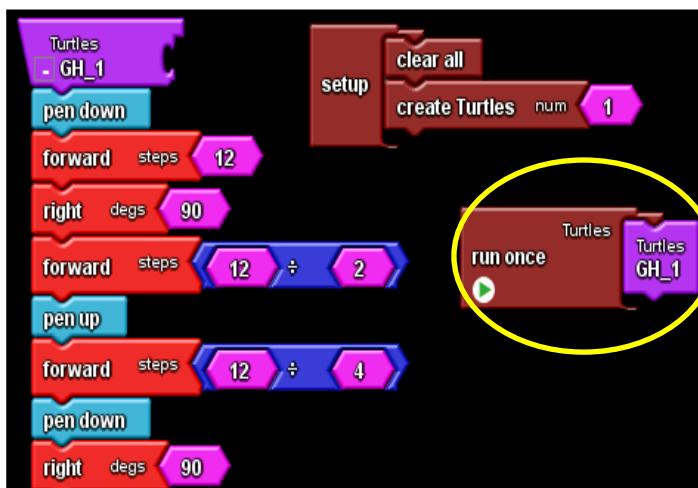 Turtles
- GH_1
pen down
forward steps 12
right degs 90
forward steps 12 ÷ 2
pen up
forward steps 12 ÷ 4
pen down
right degs 90
setup
clear all
create Turtles num 1
Turtles
run once
Turtles
GH_1